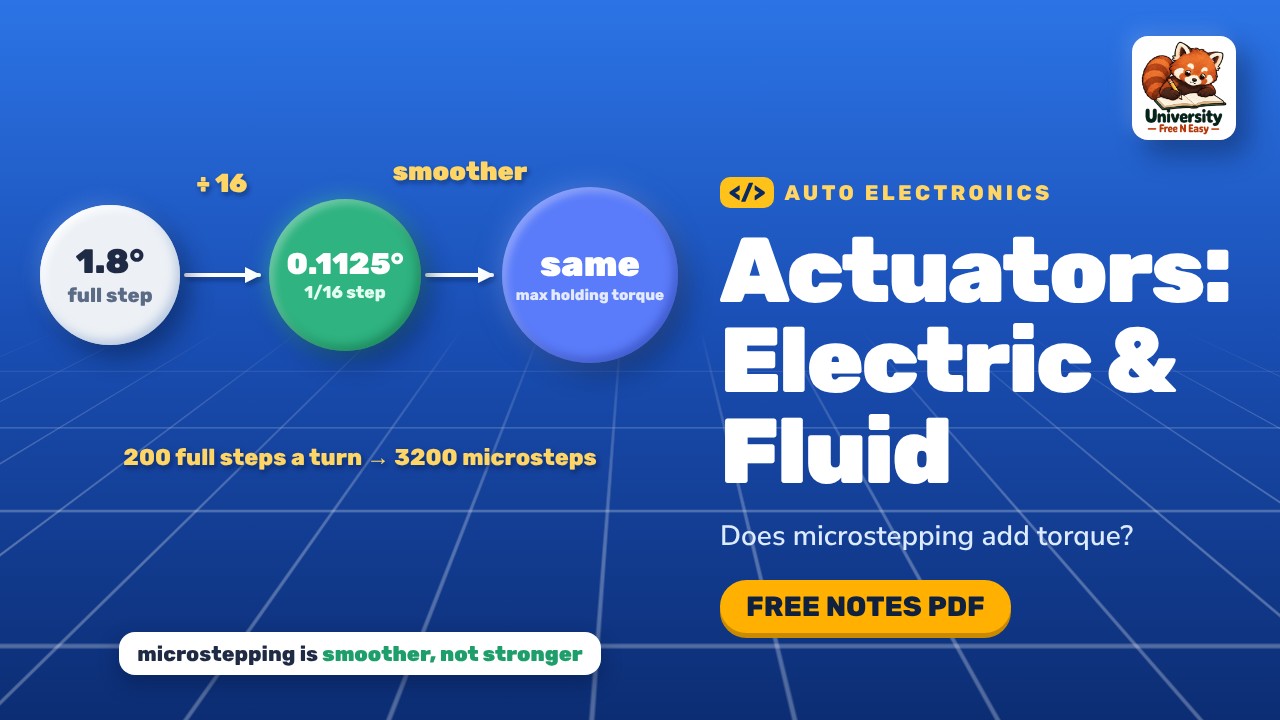 University
Free N Easy
÷ 16
smoother
1.8°
full step
0.1125°
1/16 step
same
max holding torque
200 full steps a turn → 3200 microsteps
microstepping is smoother, not stronger
</> AUTO ELECTRONICS
Actuators:
Electric &
Fluid
Does microstepping add torque?
FREE NOTES PDF